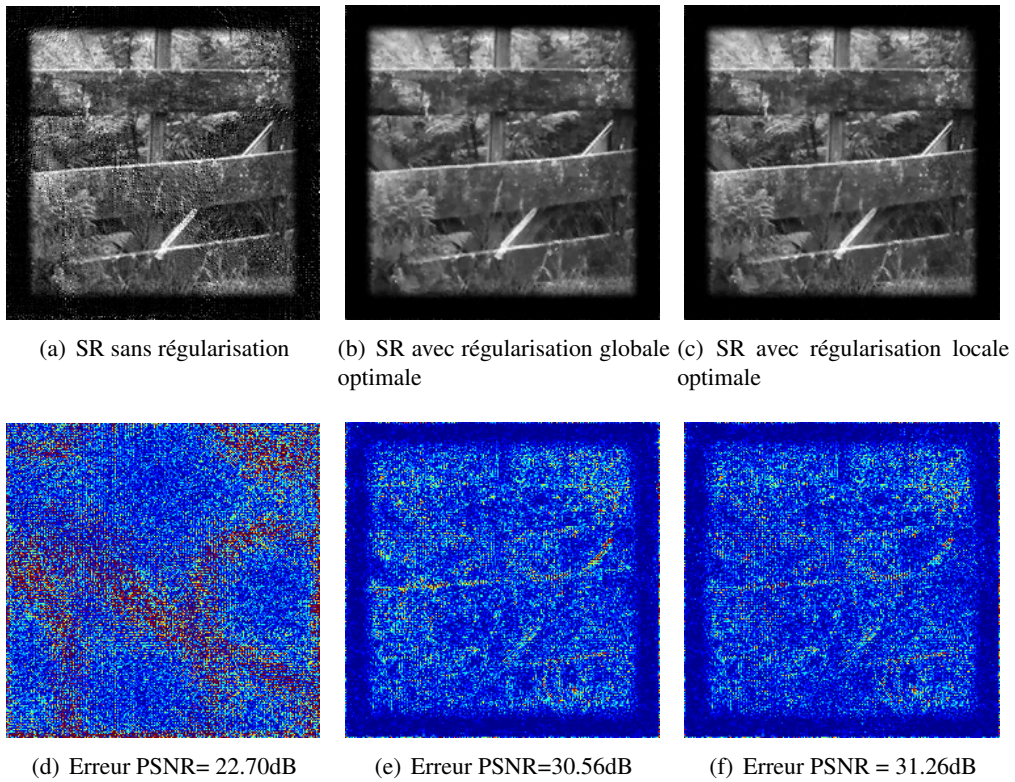 (a) SR sans régularisation
(b) SR avec régularisation globale
optimale
(c) SR avec régularisation locale
optimale
(d) Erreur PSNR= 22.70dB
(e) Erreur PSNR=30.56dB
(f) Erreur PSNR = 31.26dB